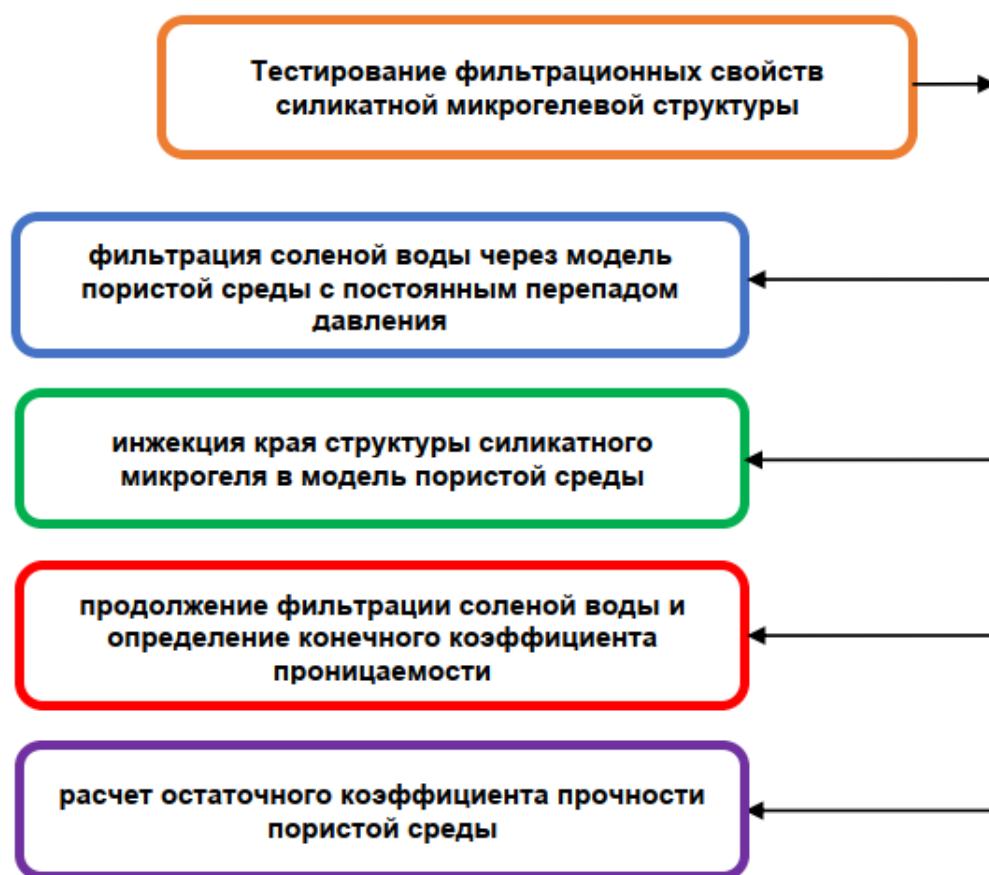 Тестирование фильтрационных свойств
силикатной микрогелевой структуры
фильтрация соленой воды через модель
пористой среды с постоянным перепадом
давления
инжекция края структуры силикатного
микрогеля в модель пористой среды
продолжение фильтрации соленой воды и
определение конечного коэффициента
проницаемости
расчет остаточного коэффициента прочности
пористой среды